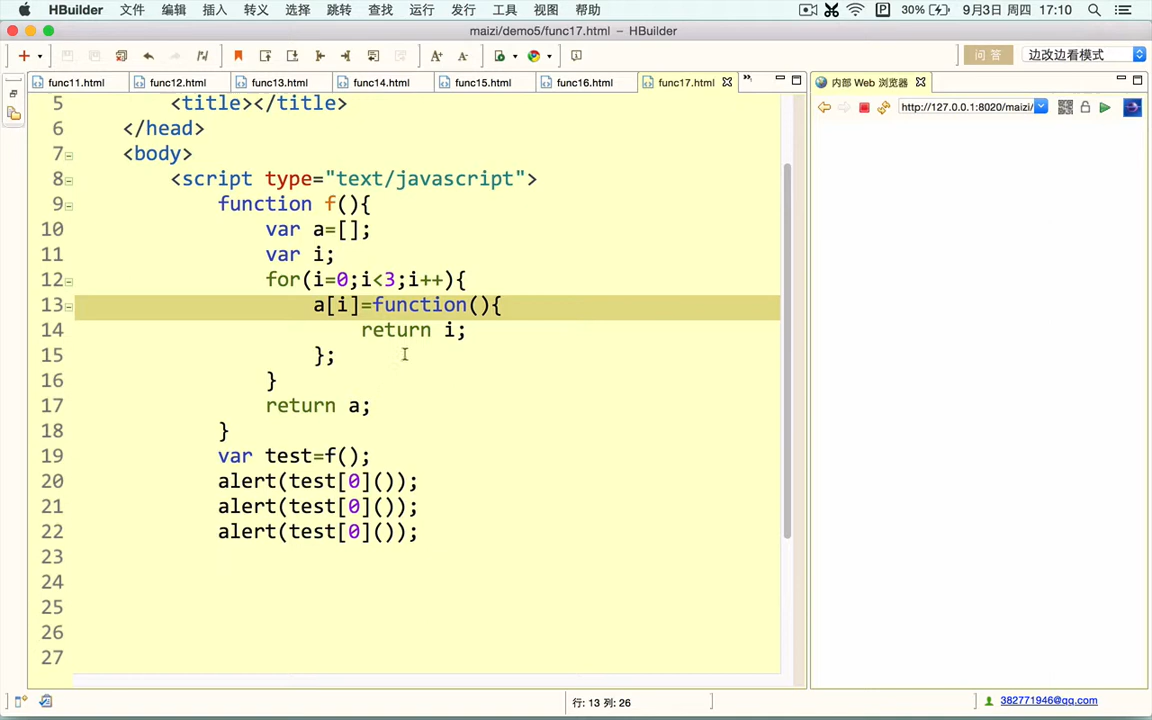 HBuilder 文件 编辑 插入 转义 选择 跳转 查找 运行 发行 工具 视图 帮助 30% 9月3日 周四 17:10
maizi/demo5/func17.html – HBuilder
问 答 边改边看模式
func11.html func12.html func13.html func14.html func15.html func16.html func17.html 内部 Web 浏览器
http://127.0.0.1:8020/maizi/
5 <title></title>
6 </head>
7 <body>
8 <script type="text/javascript">
9 function f(){
10 var a=[];
11 var i;
12 for(i=0;i<3;i++){
13 a[i]=function(){
14 return i;
15 };
16 }
17 return a;
18 }
19 var test=f();
20 alert(test[0]());
21 alert(test[0]());
22 alert(test[0]());
23
24
25
26
27
行: 13 列: 26
382771946@qq.com